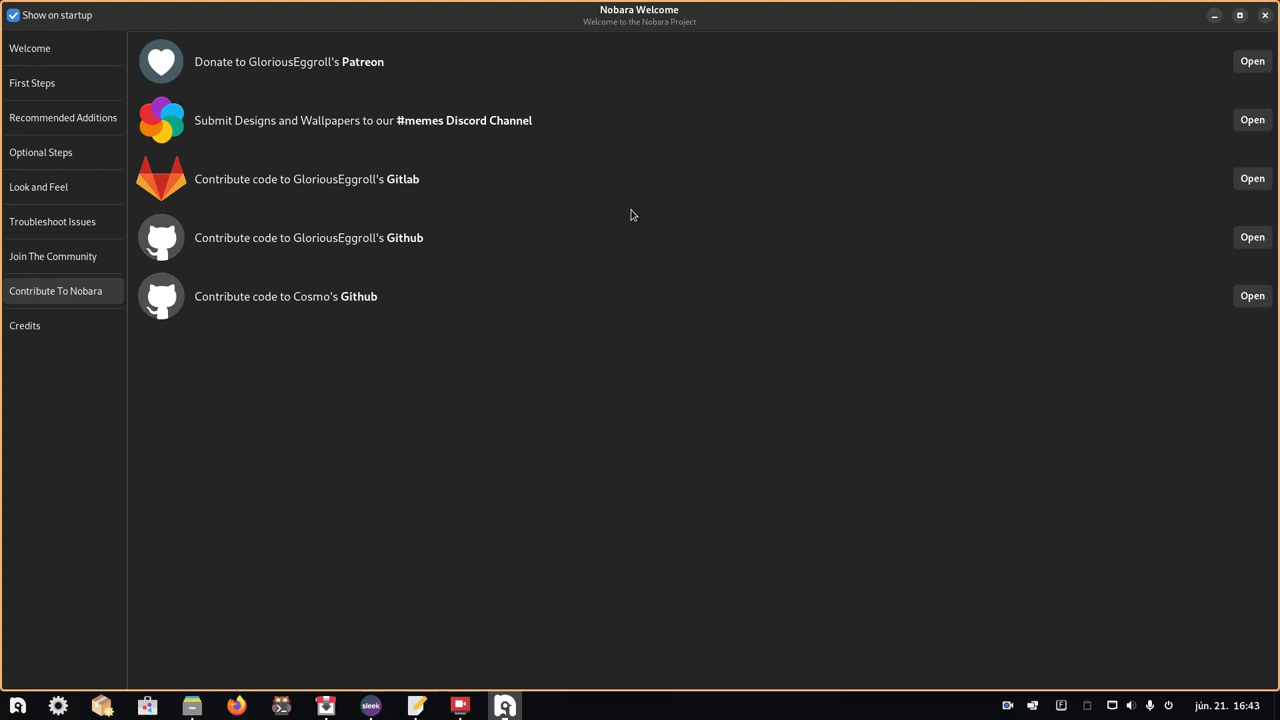 Show on startup
Nobara Welcome
Welcome to the Nobara Project
Welcome
First Steps
Recommended Additions
Optional Steps
Look and Feel
Troubleshoot Issues
Join The Community
Contribute To Nobara
Credits
Donate to GloriousEggroll's Patreon
Open
Submit Designs and Wallpapers to our #memes Discord Channel
Open
Contribute code to GloriousEggroll's Gitlab
Open
Contribute code to GloriousEggroll's Github
Open
Contribute code to Cosmo's Github
Open
sleek
F
jún. 21. 16:43